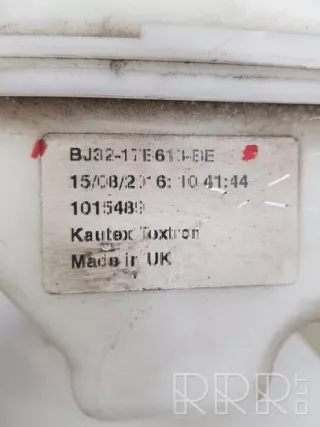 BJ32-17B613-BE
15/08/2016: 10 41:44
1015489
Kautex Textron
Made in UK
RRR